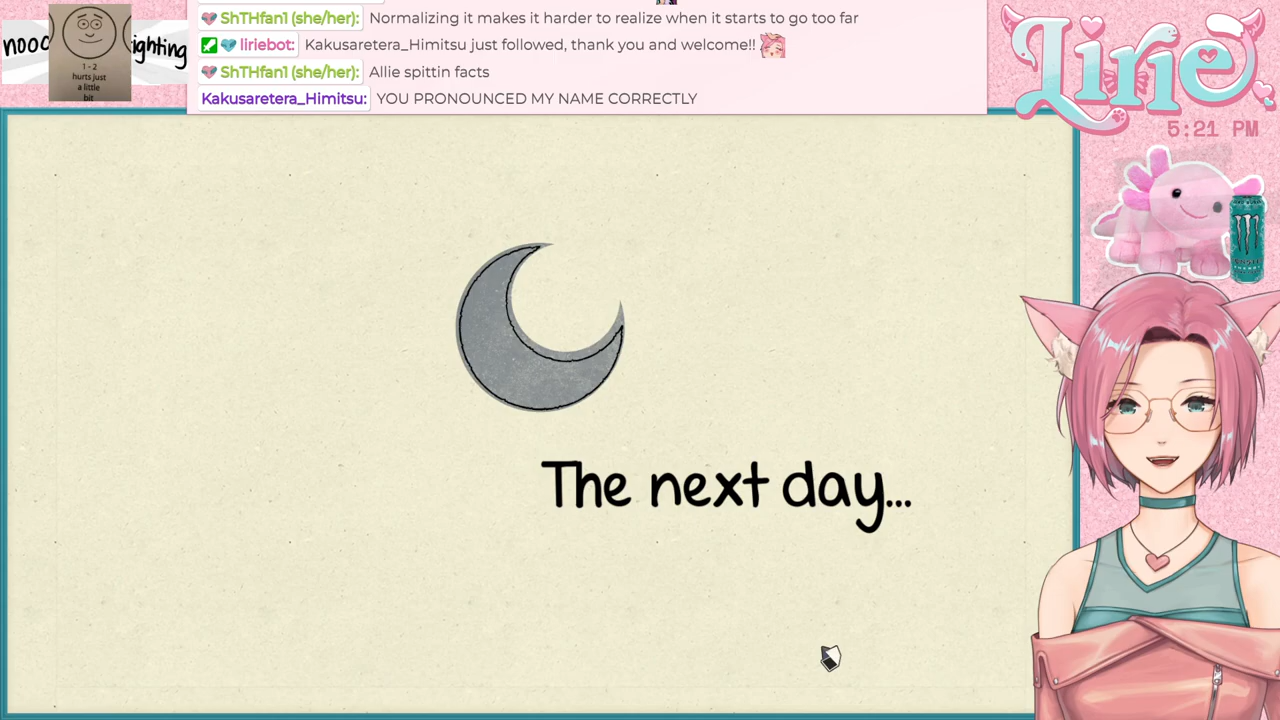 nooo
ighting
1 - 2
hurts just
a little
bit
ShTHfan1 (she/her): Normalizing it makes it harder to realize when it starts to go too far
liriebot: Kakusaretera_Himitsu just followed, thank you and welcome!!
ShTHfan1 (she/her): Allie spittin facts
Kakusaretera_Himitsu: YOU PRONOUNCED MY NAME CORRECTLY
Lirie
5:21 PM
The next day...